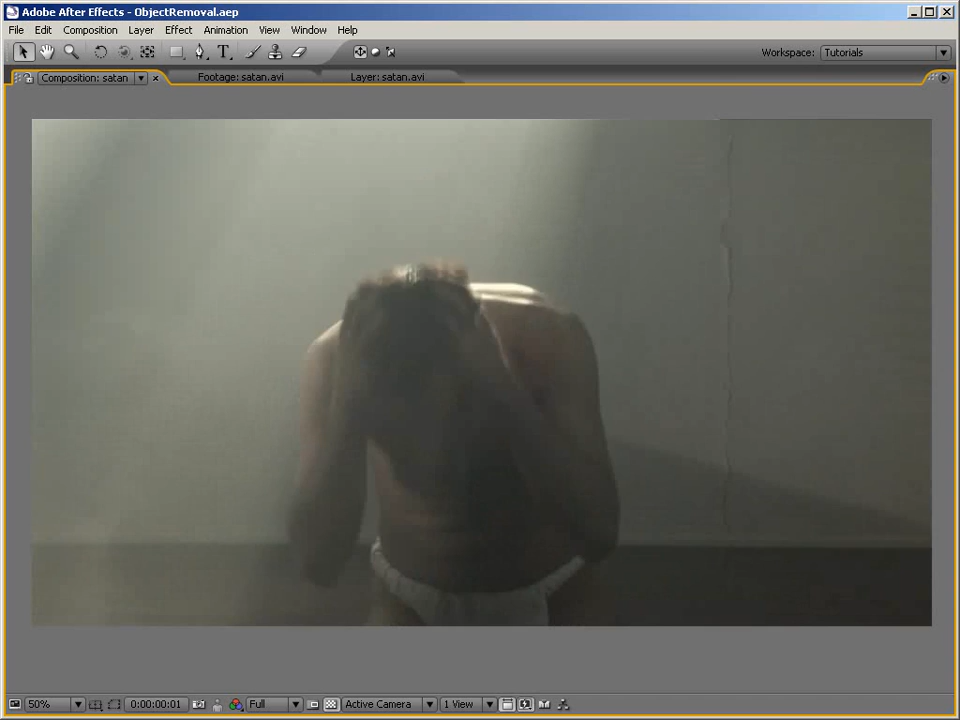 Adobe After Effects - ObjectRemoval.aep
File Edit Composition Layer Effect Animation View Window Help
T Workspace: Tutorials
Composition: satan Footage: satan.avi Layer: satan.avi
50% 0:00:00:01 Full Active Camera 1 View